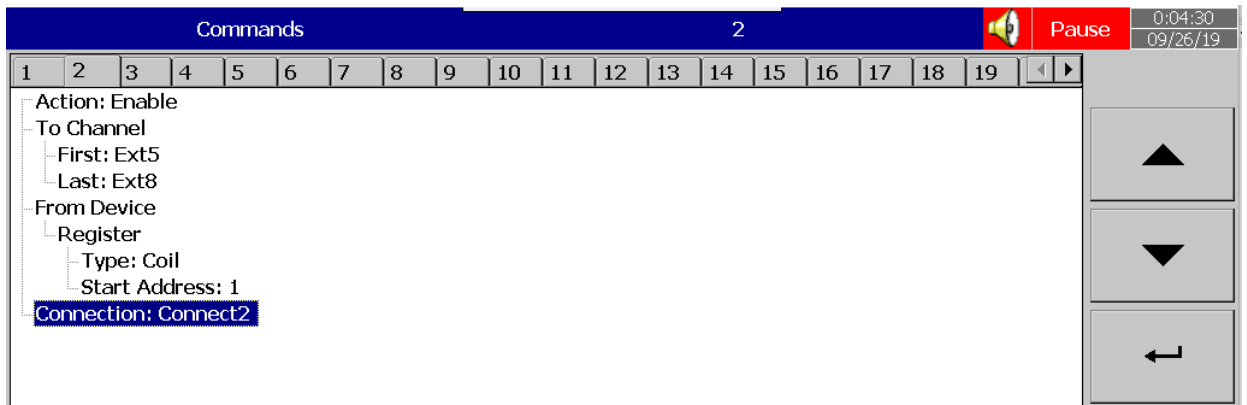 Commands 2 Pause 0:04:30
09/26/19
1 2 3 4 5 6 7 8 9 10 11 12 13 14 15 16 17 18 19
Action: Enable
To Channel
First: Ext5
Last: Ext8
From Device
Register
Type: Coil
Start Address: 1
Connection: Connect2